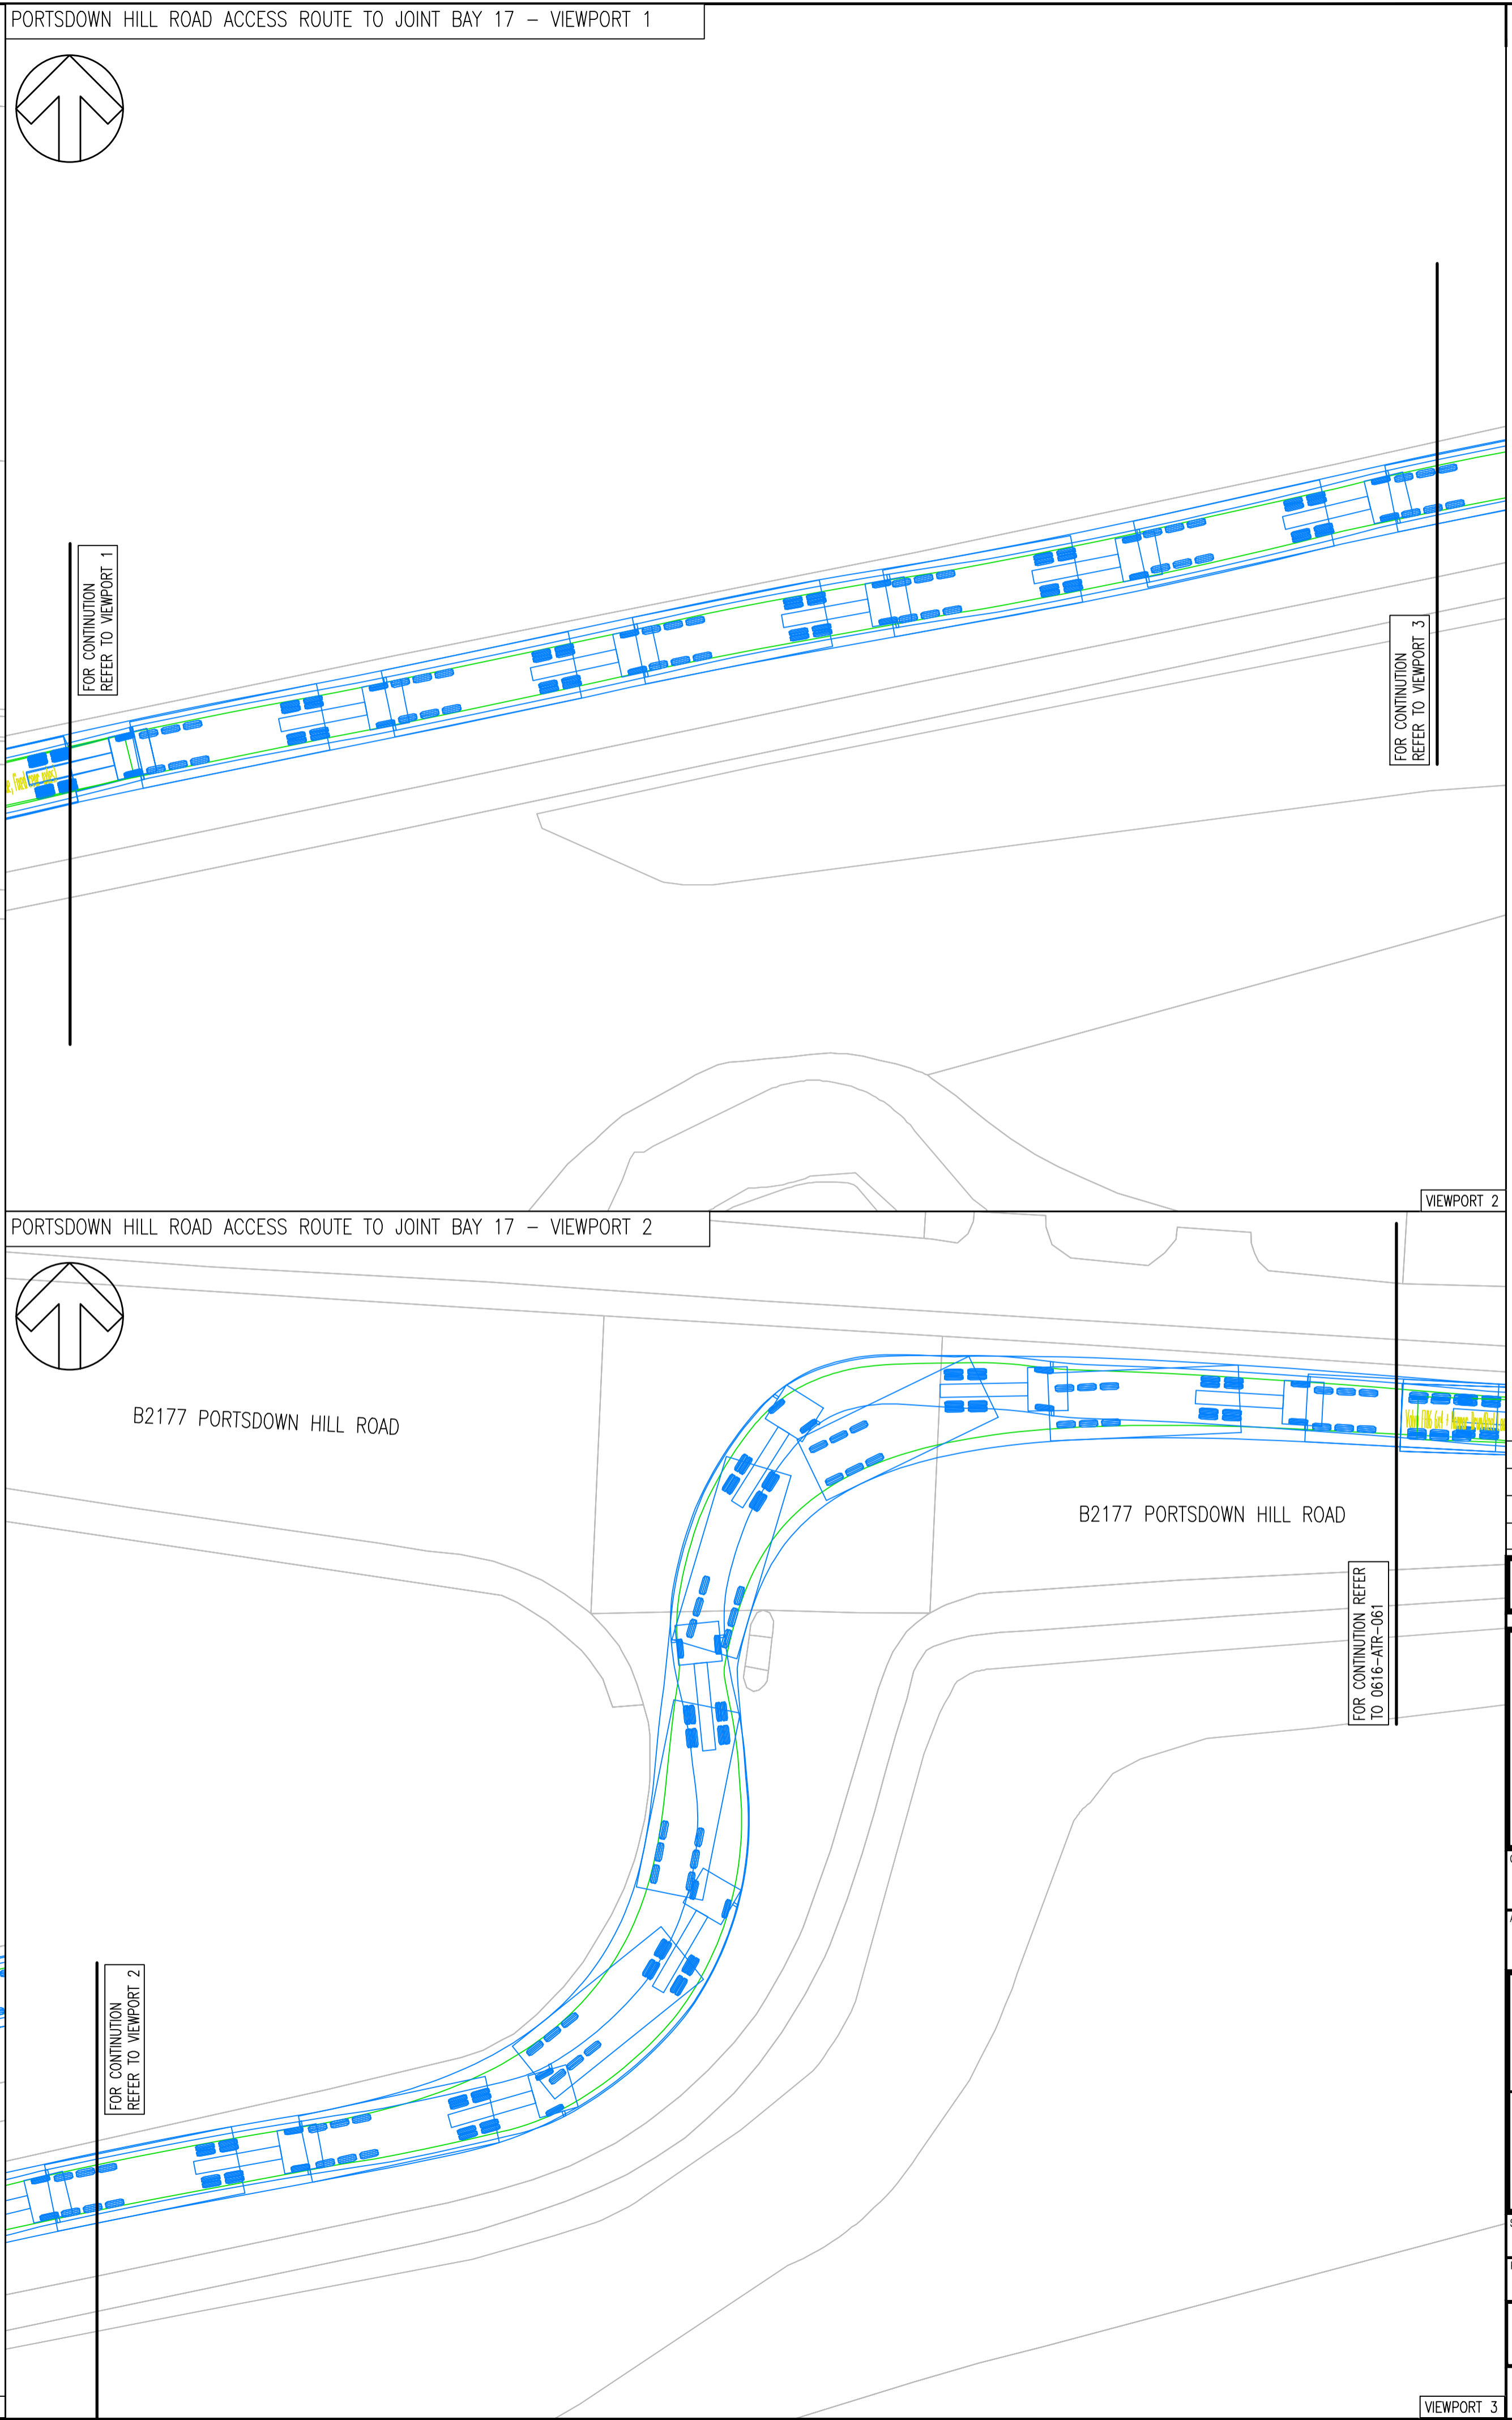 PORTSDOWN HILL ROAD ACCESS ROUTE TO JOINT BAY 17 - VIEWPORT 1
FOR CONTINUTION
REFER TO VIEWPORT 1
FOR CONTINUTION
REFER TO VIEWPORT 3
VIEWPORT 2
PORTSDOWN HILL ROAD ACCESS ROUTE TO JOINT BAY 17 - VIEWPORT 2
B2177 PORTSDOWN HILL ROAD
B2177 PORTSDOWN HILL ROAD
FOR CONTINUTION REFER
TO 0616-ATR-061
FOR CONTINUTION
REFER TO VIEWPORT 2
VIEWPORT 3